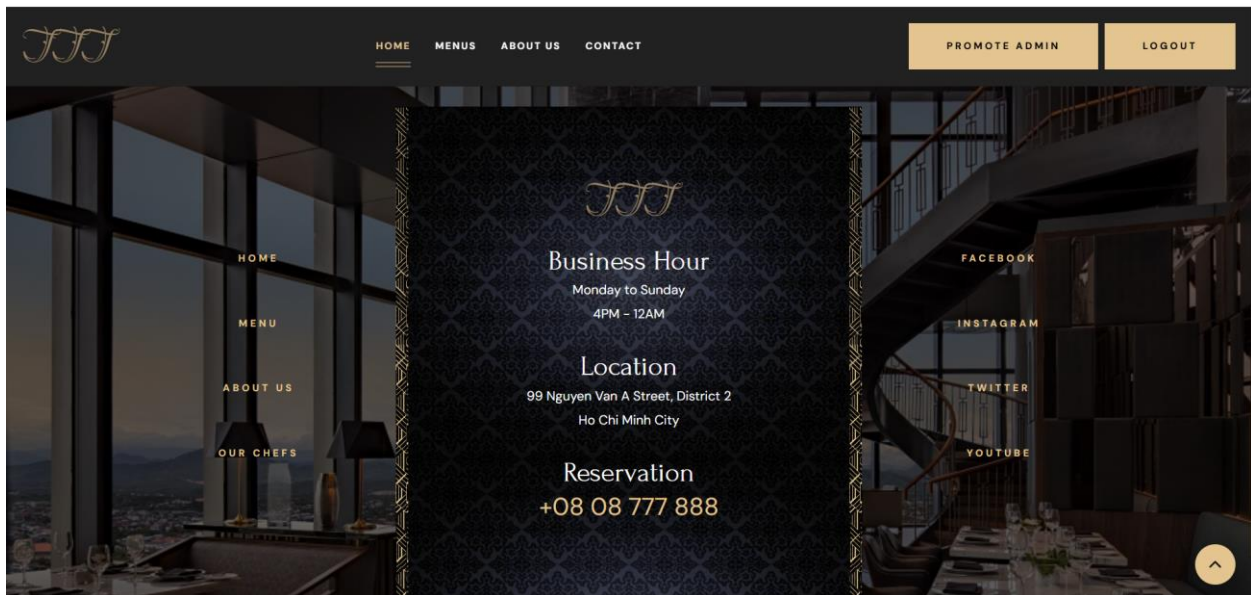 JJJ
HOME MENUS ABOUT US CONTACT
PROMOTE ADMIN LOGOUT
JJJ
Business Hour
Monday to Sunday
4PM - 12AM
Location
99 Nguyen Van A Street, District 2
Ho Chi Minh City
Reservation
+08 08 777 888
HOME
MENU
ABOUT US
OUR CHEFS
FACEBOOK
INSTAGRAM
TWITTER
YOUTUBE